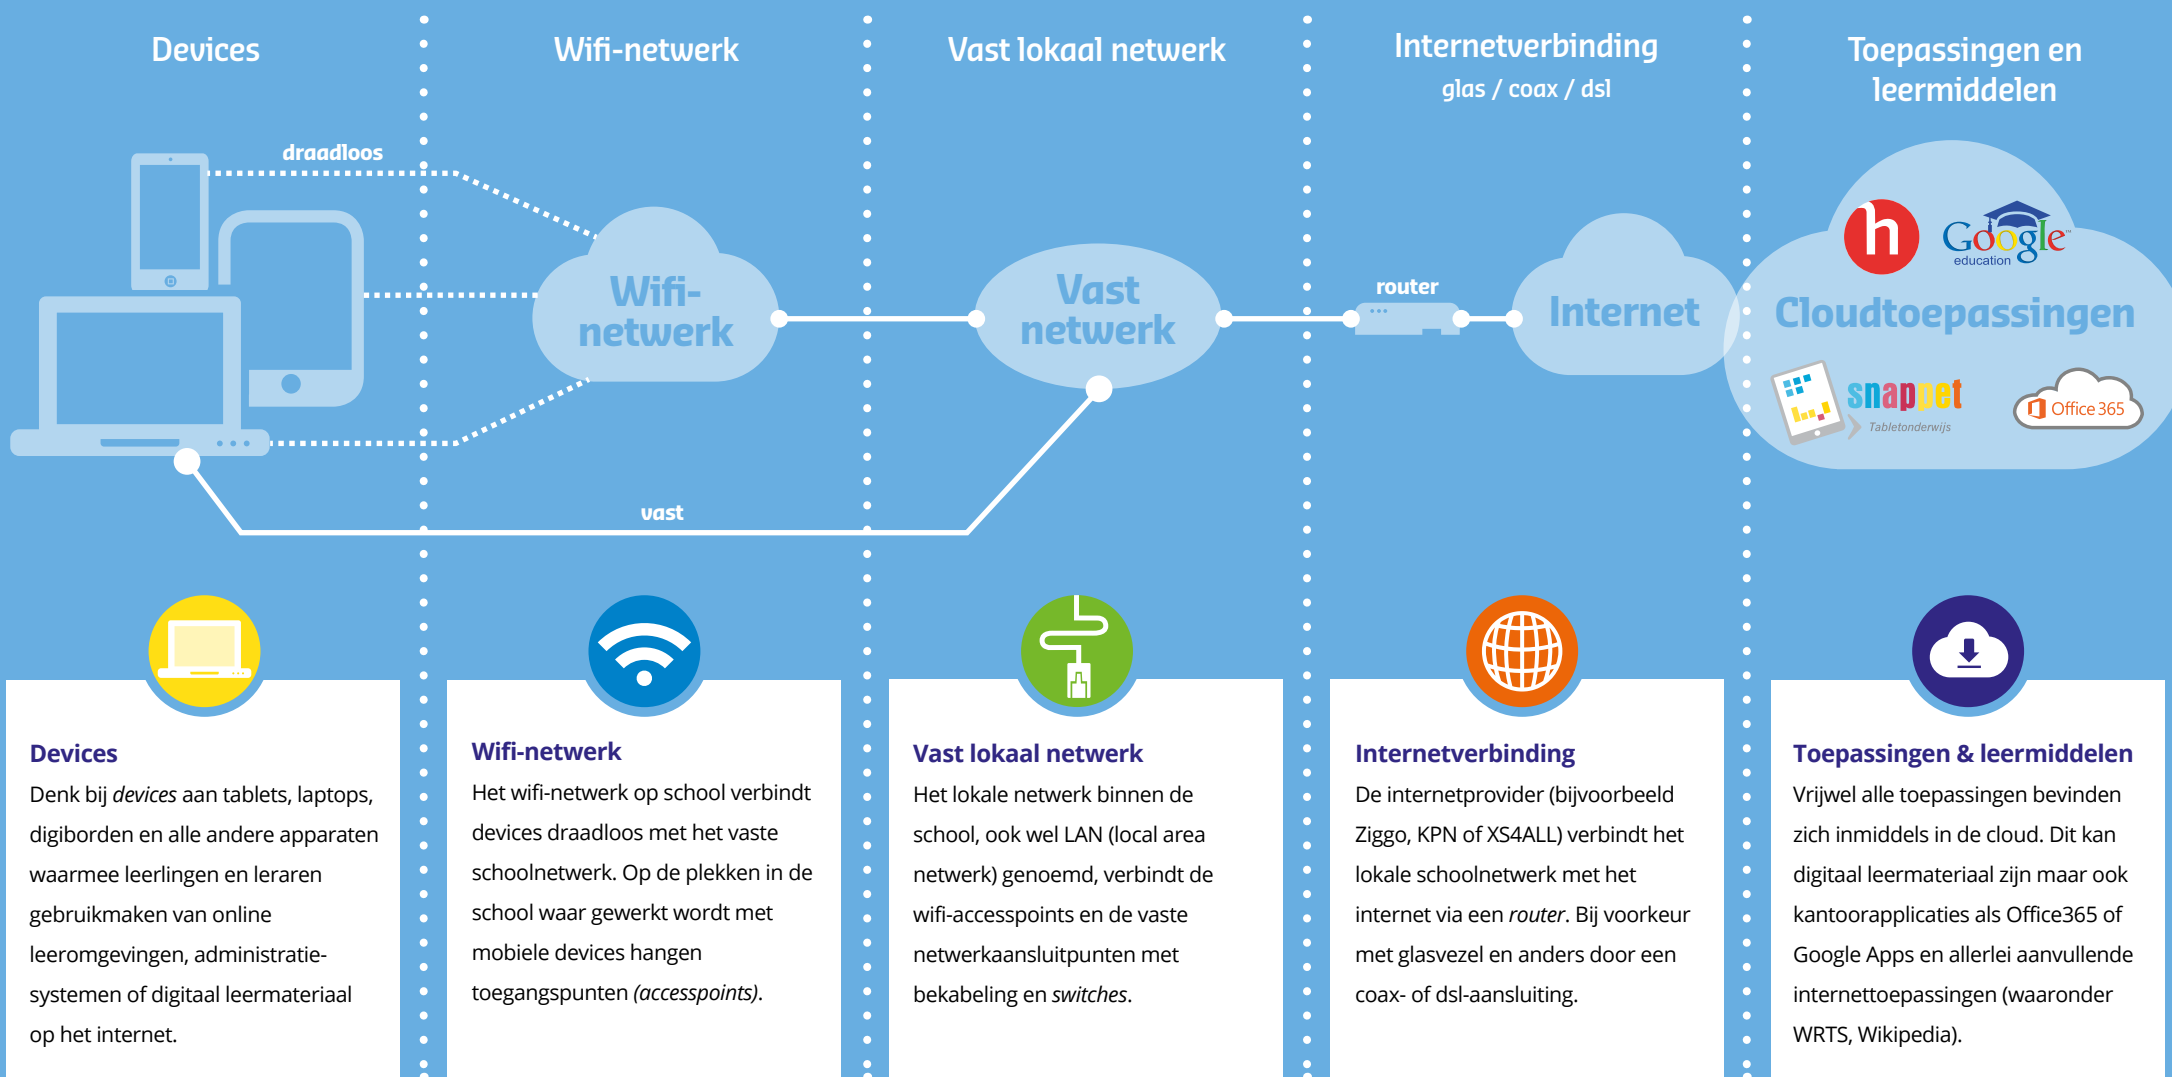 Devices
Wifi-netwerk
Vast lokaal netwerk
Internetverbinding
glas / coax / dsl
Toepassingen en
leermiddelen
draadloos
Wifi-
netwerk
Vast
netwerk
router
Internet
h
Google™
education
Cloudtoepassingen
snappet
Tabletonderwijs
Office 365
vast
Devices
Denk bij devices aan tablets, laptops,
digiborden en alle andere apparaten
waarmee leerlingen en leraren
gebruikmaken van online
leeromgevingen, administratie-
systemen of digitaal leermateriaal
op het internet.
Wifi-netwerk
Het wifi-netwerk op school verbindt
devices draadloos met het vaste
schoolnetwerk. Op de plekken in de
school waar gewerkt wordt met
mobiele devices hangen
toegangspunten (accesspoints).
Vast lokaal netwerk
Het lokale netwerk binnen de
school, ook wel LAN (local area
netwerk) genoemd, verbindt de
wifi-accesspoints en de vaste
netwerkaansluitpunten met
bekabeling en switches.
Internetverbinding
De internetprovider (bijvoorbeeld
Ziggo, KPN of XS4ALL) verbindt het
lokale schoolnetwerk met het
internet via een router. Bij voorkeur
met glasvezel en anders door een
coax- of dsl-aansluiting.
Toepassingen & leermiddelen
Vrijwel alle toepassingen bevinden
zich inmiddels in de cloud. Dit kan
digitaal leermateriaal zijn maar ook
kantoorapplicaties als Office365 of
Google Apps en allerlei aanvullende
internettoepassingen (waaronder
WRTS, Wikipedia).